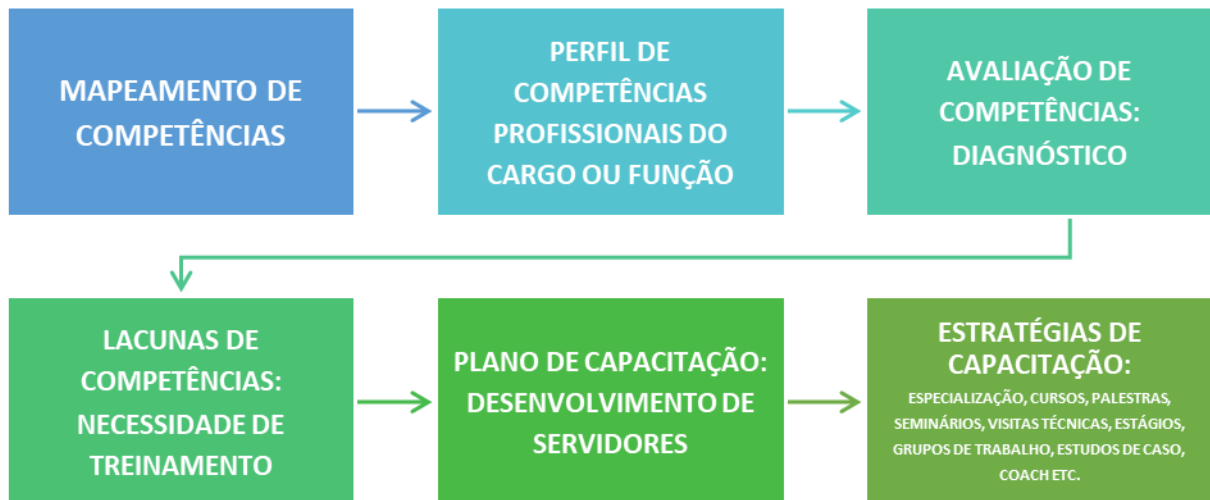 MAPEAMENTO DE
COMPETÊNCIAS
PERFIL DE
COMPETÊNCIAS
PROFISSIONAIS DO
CARGO OU FUNÇÃO
AVALIAÇÃO DE
COMPETÊNCIAS:
DIAGNÓSTICO
LACUNAS DE
COMPETÊNCIAS:
NECESSIDADE DE
TREINAMENTO
PLANO DE CAPACITAÇÃO:
DESENVOLVIMENTO DE
SERVIDORES
ESTRATÉGIAS DE
CAPACITAÇÃO:
ESPECIALIZAÇÃO, CURSOS, PALESTRAS,
SEMINÁRIOS, VISITAS TÉCNICAS, ESTÁGIOS,
GRUPOS DE TRABALHO, ESTUDOS DE CASO,
COACH ETC.